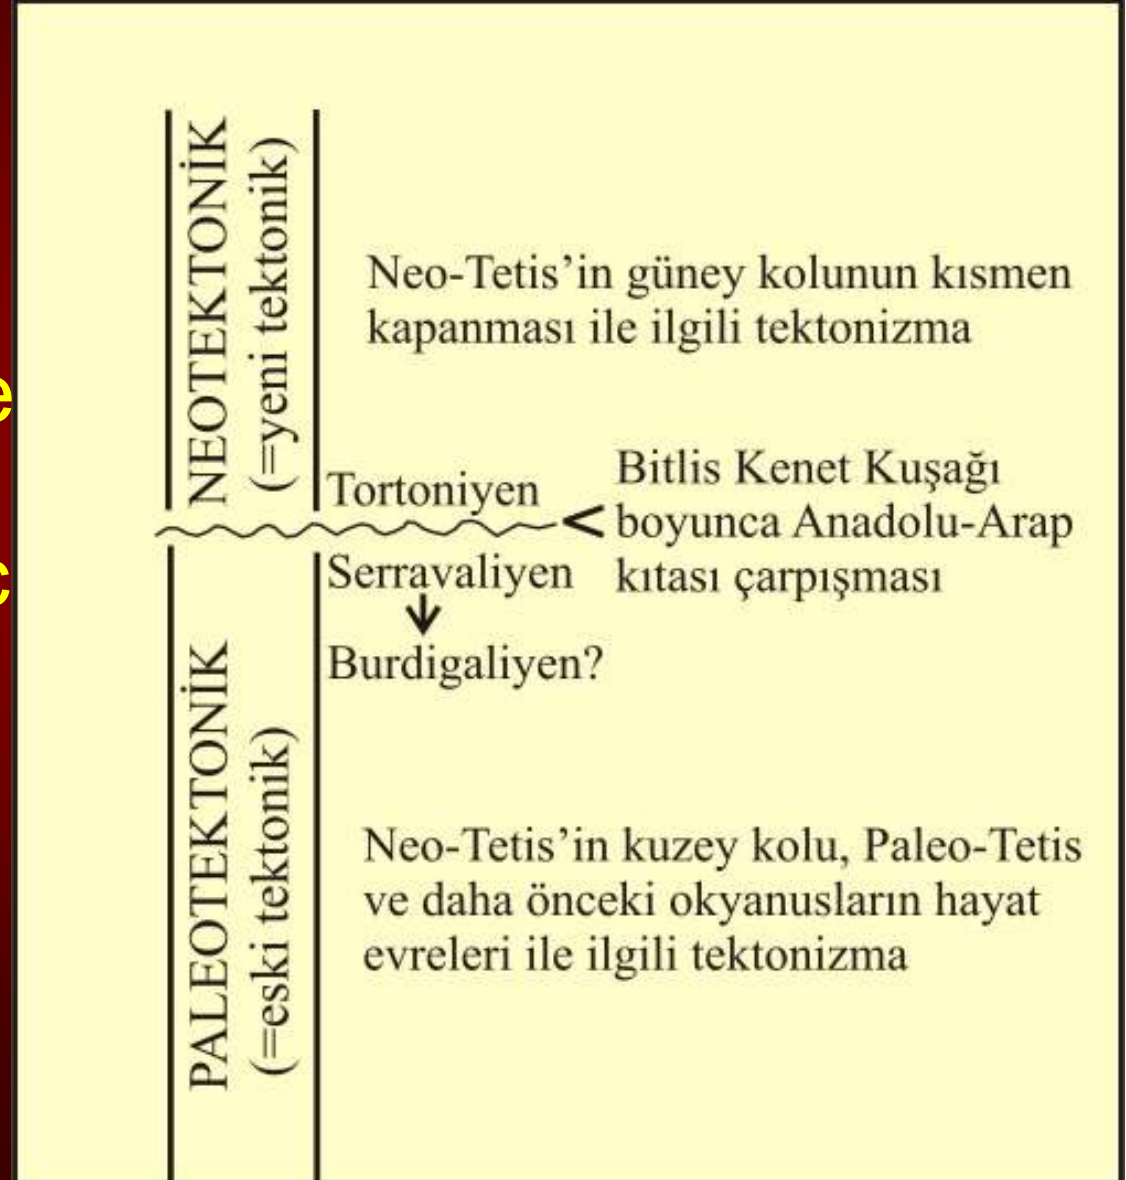 NEOTEKTONİK
(=yeni tektonik)
Neo-Tetis’in güney kolunun kısmen
kapanması ile ilgili tektonizma
Tortoniyen
<
Bitlis Kenet Kuşağı
boyunca Anadolu-Arap
kıtası çarpışması
Serravaliyen
Burdigaliyen?
PALEOTEKTONİK
(=eski tektonik)
Neo-Tetis’in kuzey kolu, Paleo-Tetis
ve daha önceki okyanusların hayat
evreleri ile ilgili tektonizma
e
c